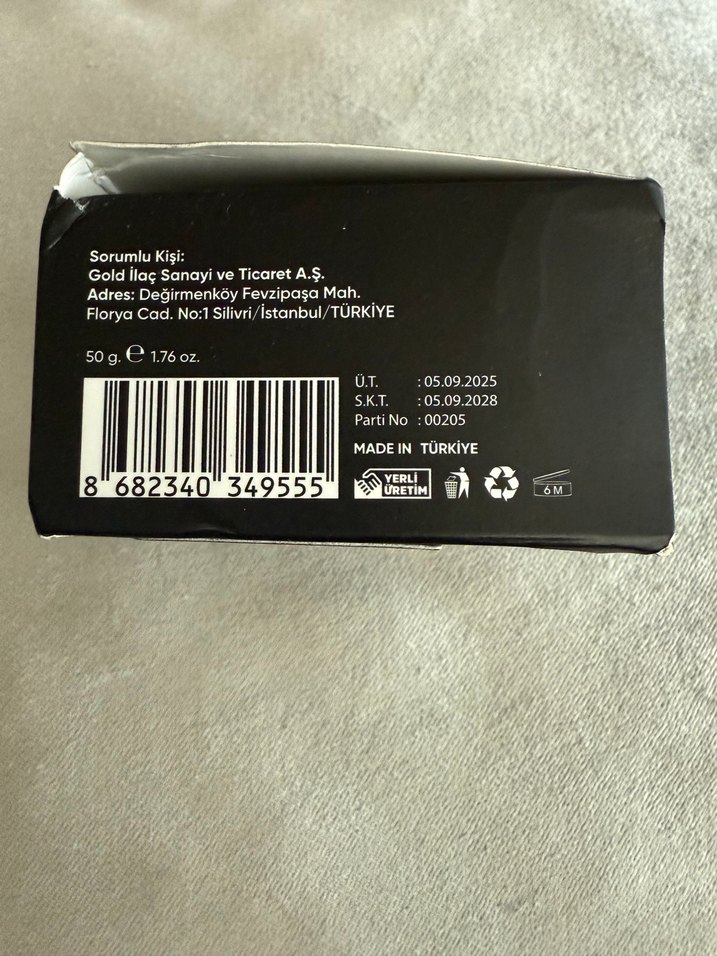 Sorumlu Kişi:
Gold İlaç Sanayi ve Ticaret A.Ş.
Adres: Değirmenköy Fevzipaşa Mah.
Florya Cad. No:1 Silivri/İstanbul/TÜRKİYE
50 g. ℮ 1.76 oz.
8 682340 349555
Ü.T. : 05.09.2025
S.K.T. : 05.09.2028
Parti No : 00205
MADE IN TÜRKİYE
YERLİ
ÜRETİM
6 M